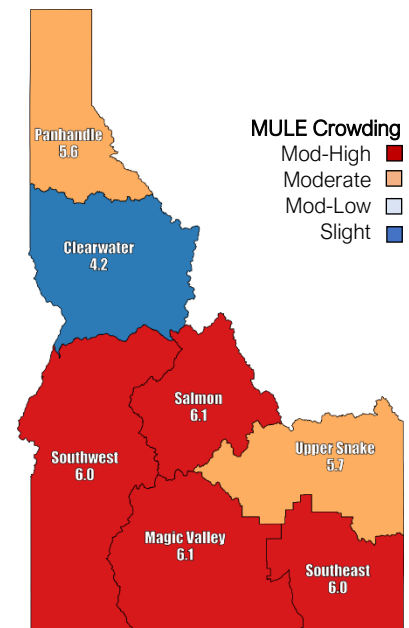 Panhandle
5.6
MULE Crowding
Mod-High
Moderate
Mod-Low
Slight
Clearwater
4.2
Salmon
6.1
Upper Snake
5.7
Southwest
6.0
Magic Valley
6.1
Southeast
6.0